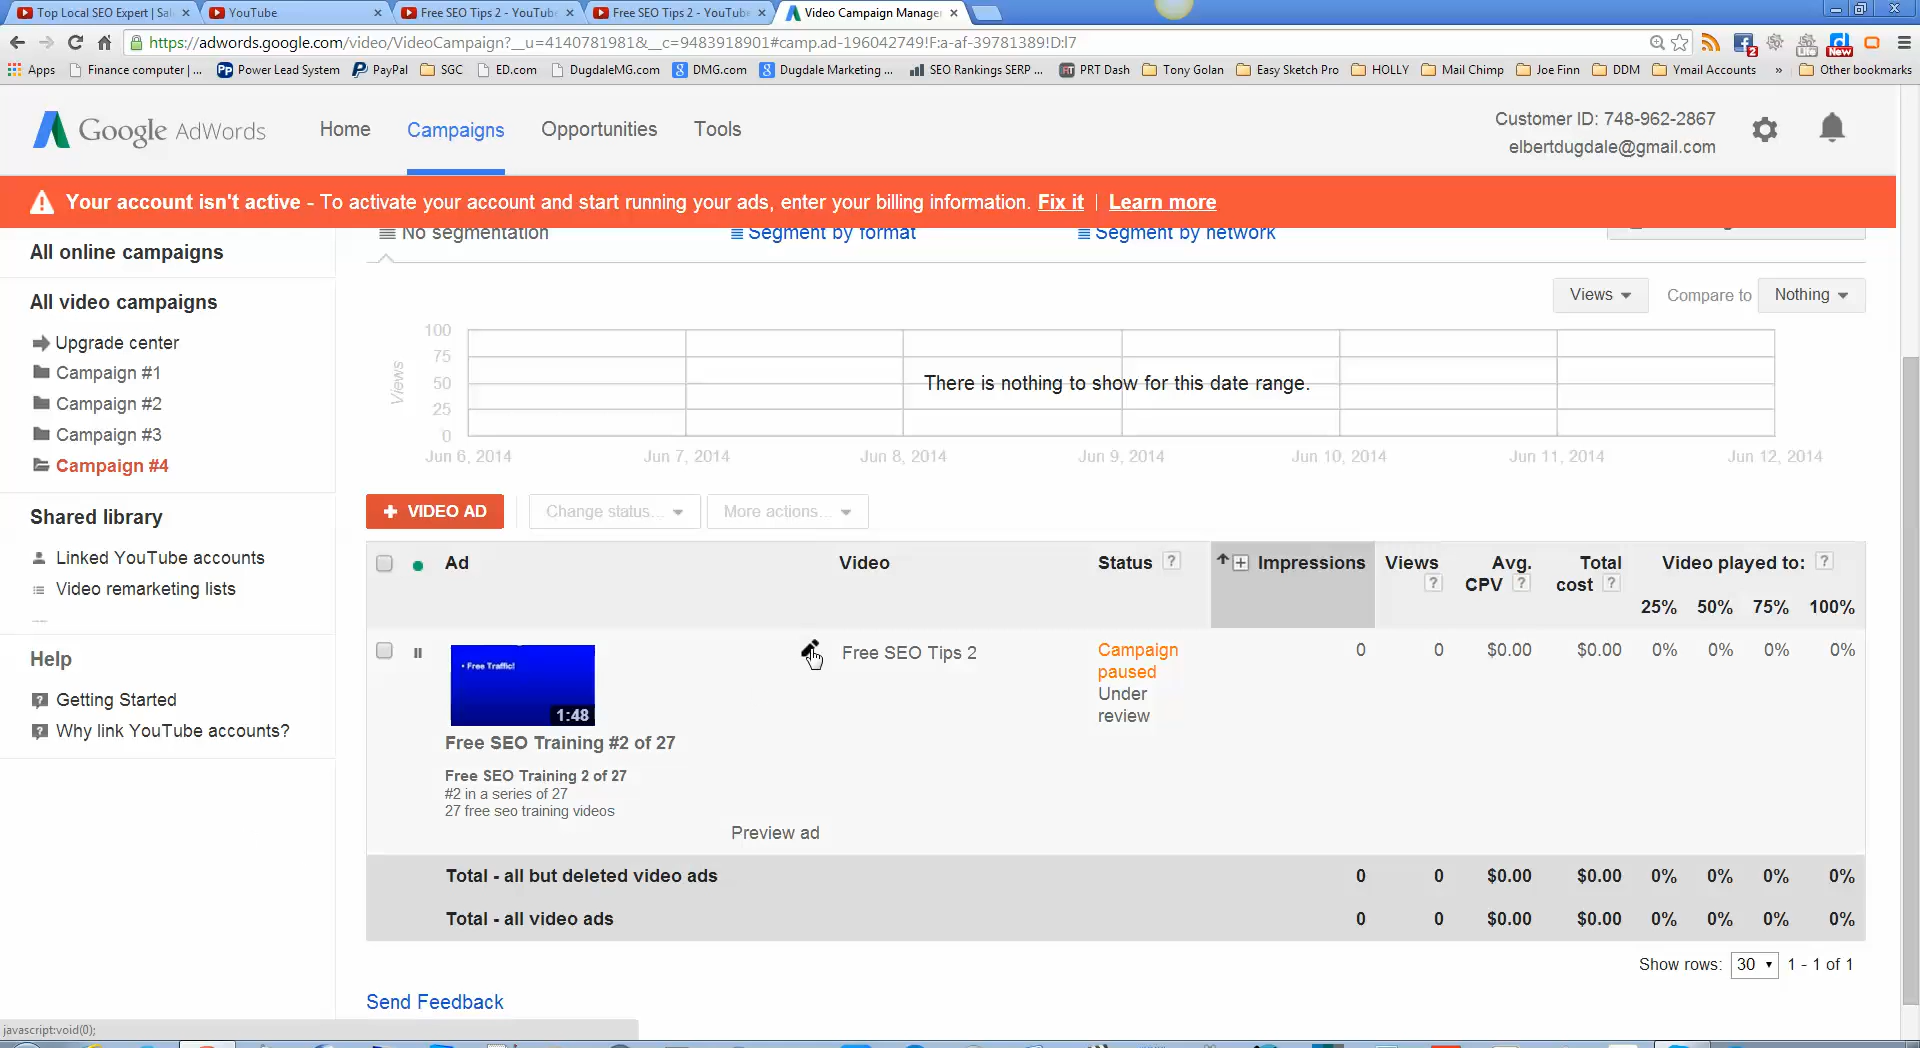 Top Local SEO Expert | Sal
YouTube
Free SEO Tips 2 - YouTube
Free SEO Tips 2 - YouTube
Video Campaign Manage
https://adwords.google.com/video/VideoCampaign?__u=4140781981&__c=9483918901#camp.ad-196042749!F:a-af-39781389!D:l7
2
Lite
New
Apps
Finance computer | ...
Pp Power Lead System
PayPal
SGC
ED.com
DugdaleMG.com
DMG.com
Dugdale Marketing ...
SEO Rankings SERP ...
PRT Dash
Tony Golan
Easy Sketch Pro
HOLLY
Mail Chimp
Joe Finn
DDM
Ymail Accounts
»
Other bookmarks
Google AdWords
Home
Campaigns
Opportunities
Tools
Customer ID: 748-962-2867
elbertdugdale@gmail.com
Your account isn't active - To activate your account and start running your ads, enter your billing information. Fix it | Learn more
No segmentation
Segment by format
Segment by network
All online campaigns
All video campaigns
Upgrade center
Campaign #1
Campaign #2
Campaign #3
Campaign #4
Shared library
Linked YouTube accounts
Video remarketing lists
Help
Getting Started
Why link YouTube accounts?
Views
Compare to
Nothing
100
75
50
25
0
Views
There is nothing to show for this date range.
Jun 6, 2014
Jun 7, 2014
Jun 8, 2014
Jun 9, 2014
Jun 10, 2014
Jun 11, 2014
Jun 12, 2014
+ VIDEO AD
Change status...
More actions...
Ad
Video
Status ?
Impressions
Views ?
Avg. CPV ?
Total cost ?
Video played to: ?
25% 50% 75% 100%
• Free Traffic!
1:48
Free SEO Training #2 of 27
Free SEO Training 2 of 27
#2 in a series of 27
27 free seo training videos
Preview ad
Free SEO Tips 2
Campaign
paused
Under
review
0 0 $0.00 $0.00 0% 0% 0% 0%
Total - all but deleted video ads 0 0 $0.00 $0.00 0% 0% 0% 0%
Total - all video ads 0 0 $0.00 $0.00 0% 0% 0% 0%
Show rows: 30 1 - 1 of 1
Send Feedback
javascript:void(0);